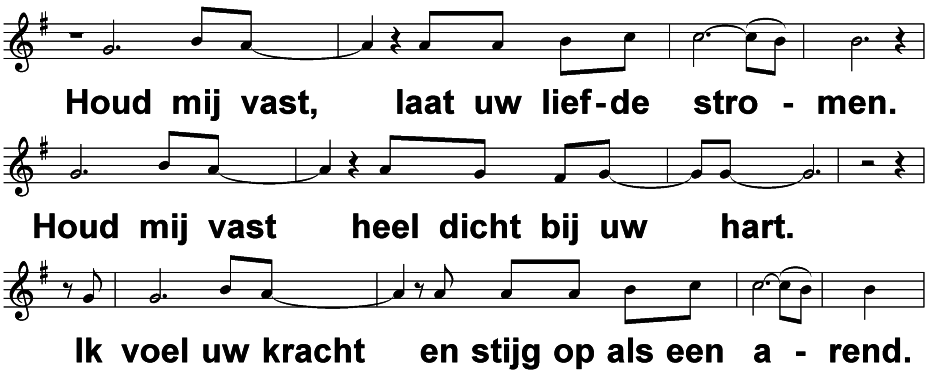 Houd mij vast, laat uw lief-de stro - men.
Houd mij vast heel dicht bij uw hart.
Ik voel uw kracht en stijg op als een a - rend.